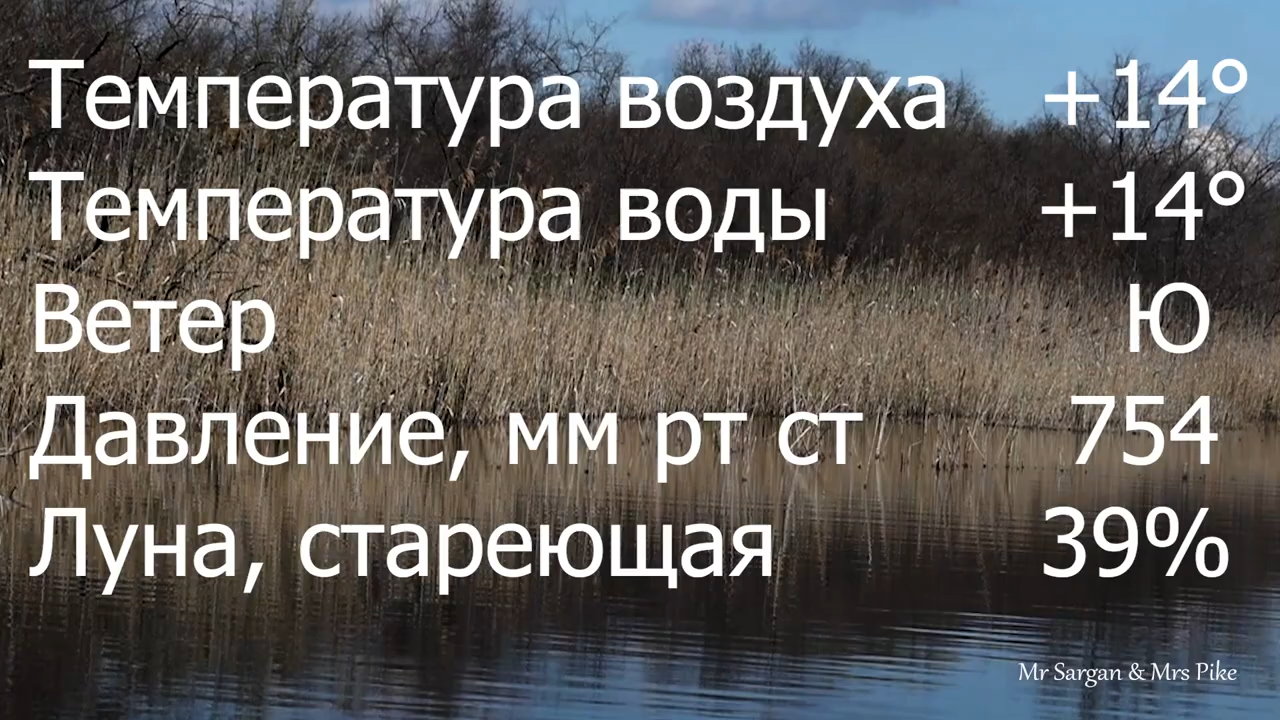 Температура воздуха +14°
Температура воды +14°
Ветер Ю
Давление, мм рт ст 754
Луна, стареющая 39%
Mr Sargan & Mrs Pike